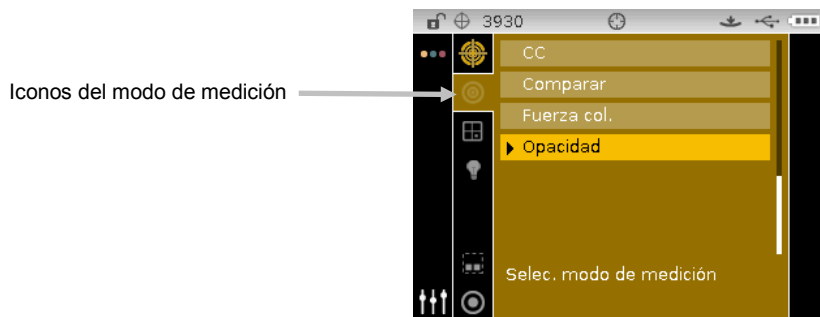 3930
CC
Comparar
Iconos del modo de medición
Fuerza col.
Opacidad
Selec. modo de medición